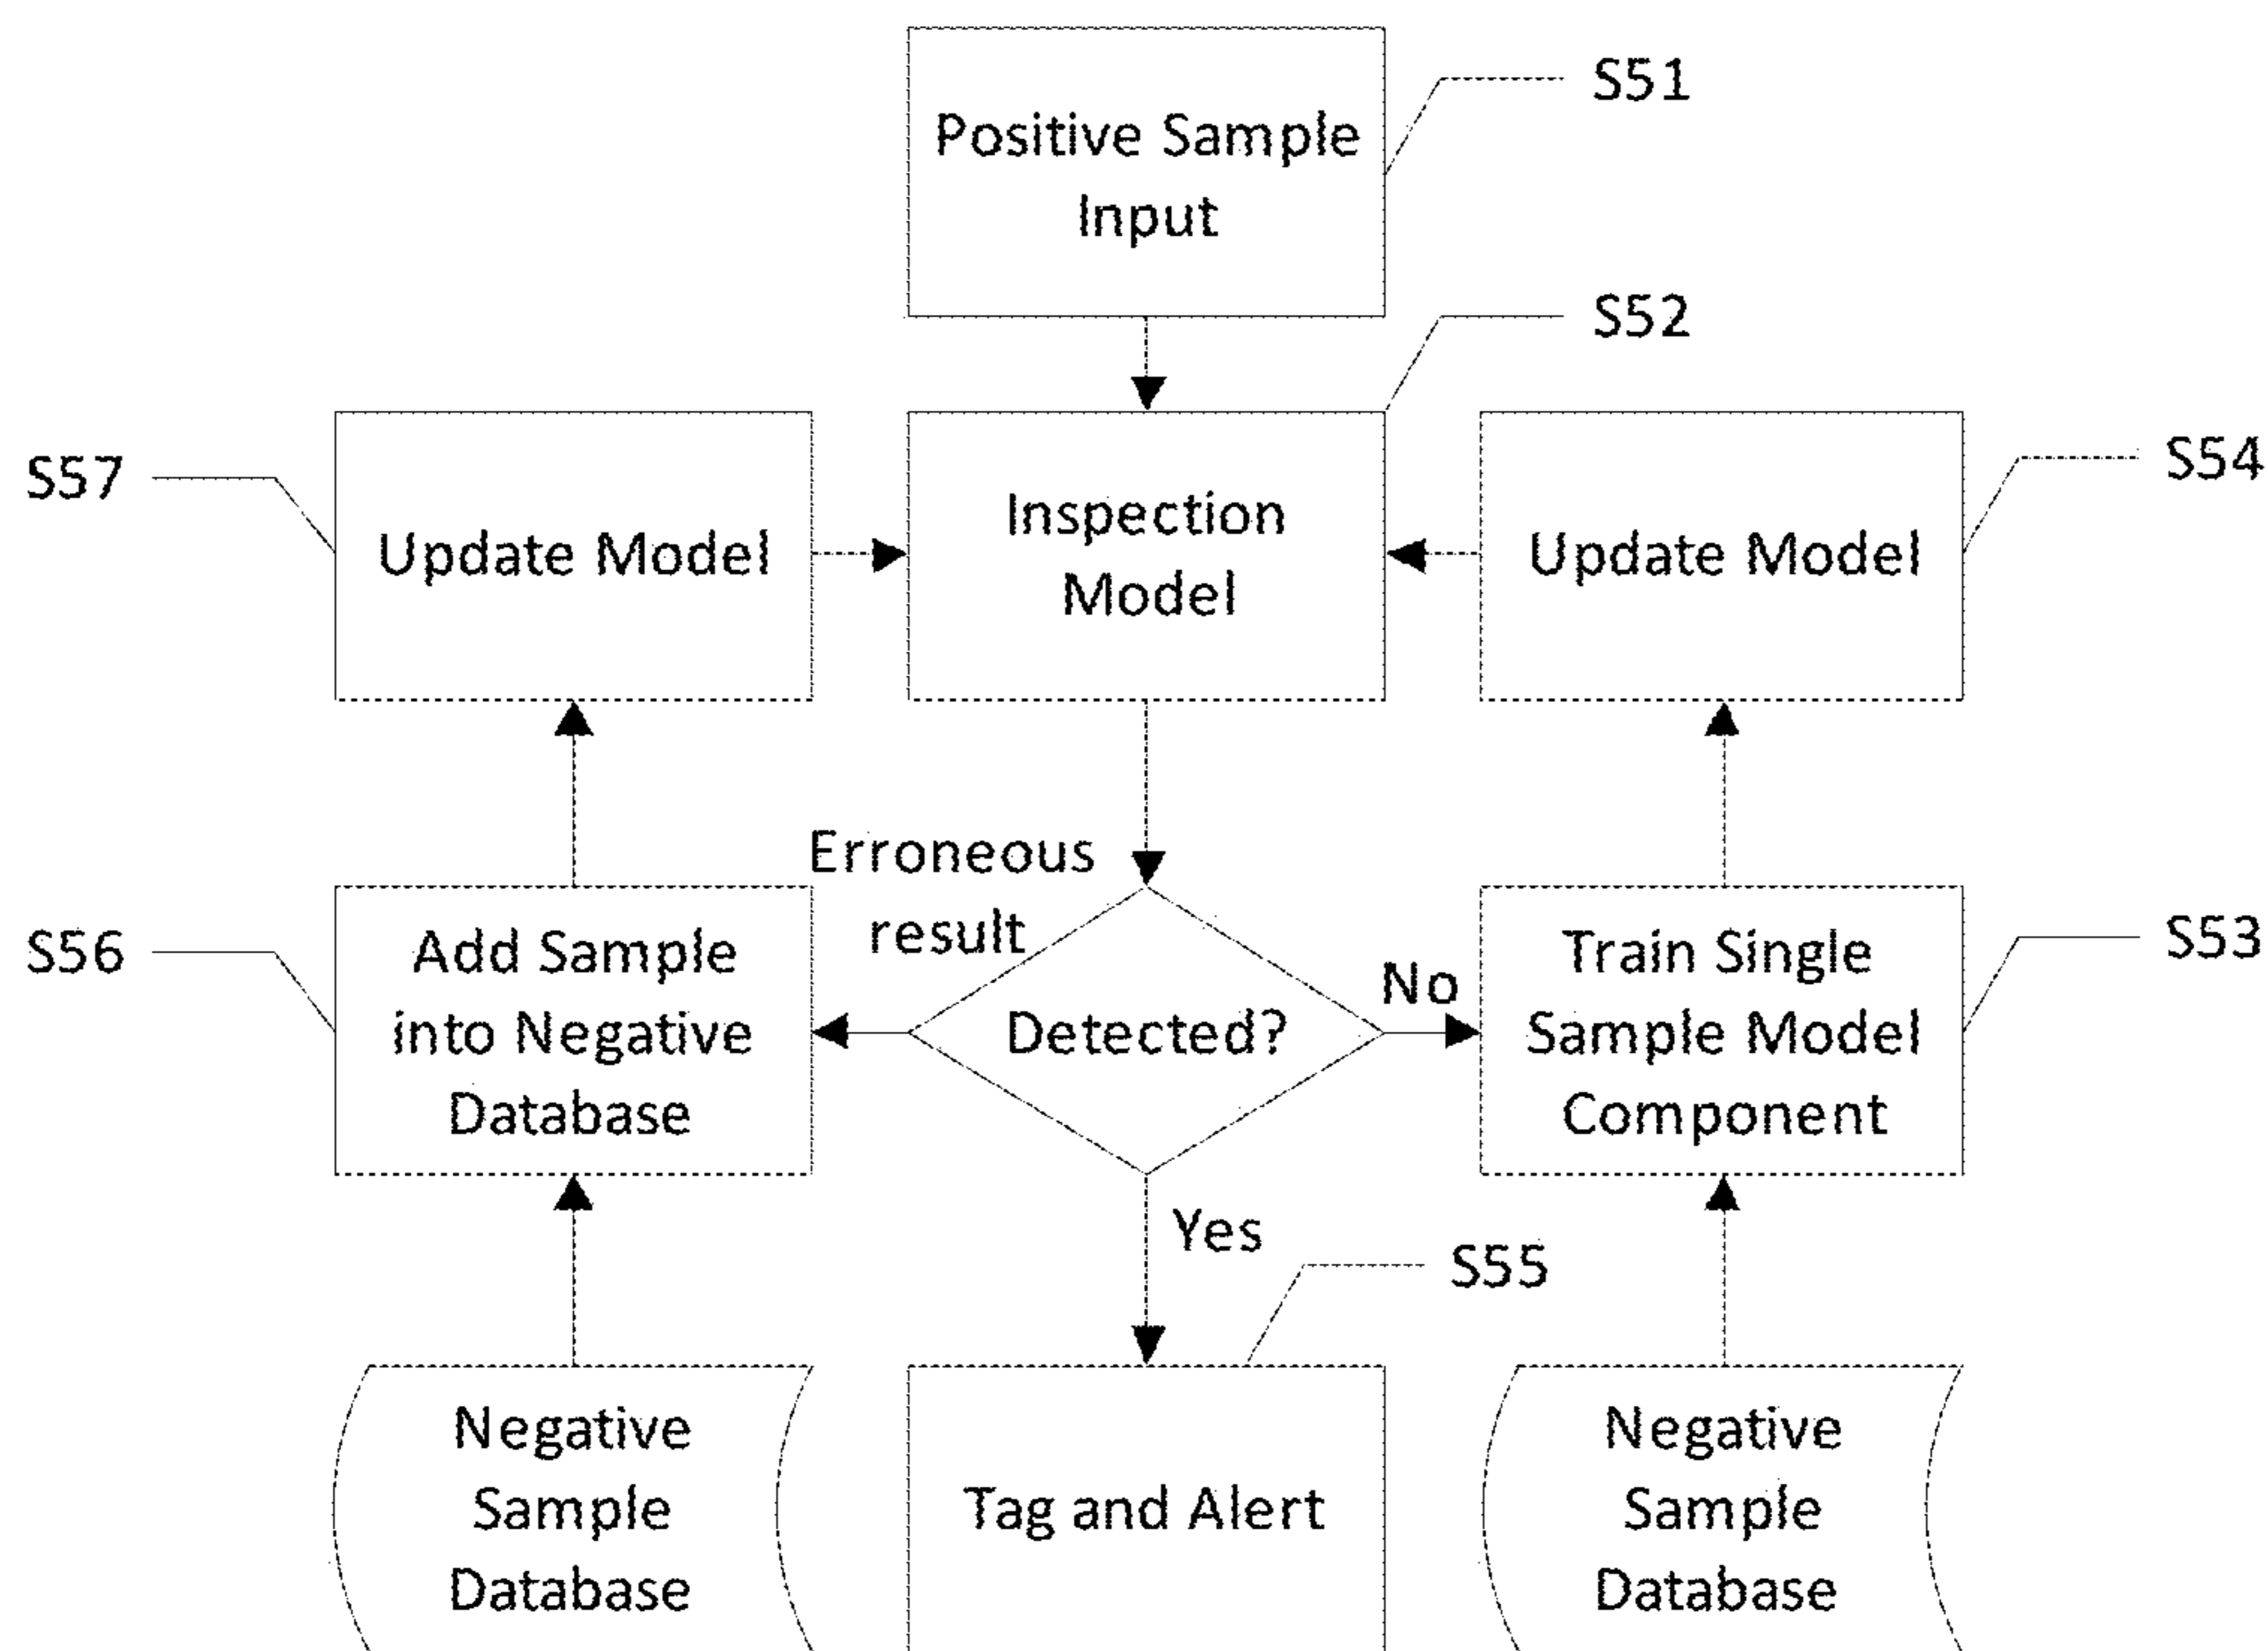 Positive Sample
Input
S51
S52
S57
Update Model
Inspection
Model
Update Model
S54
Erroneous
result
S56
Add Sample
into Negative
Database
Detected?
No
Train Single
Sample Model
Component
S53
Yes
S55
Negative
Sample
Database
Tag and Alert
Negative
Sample
Database